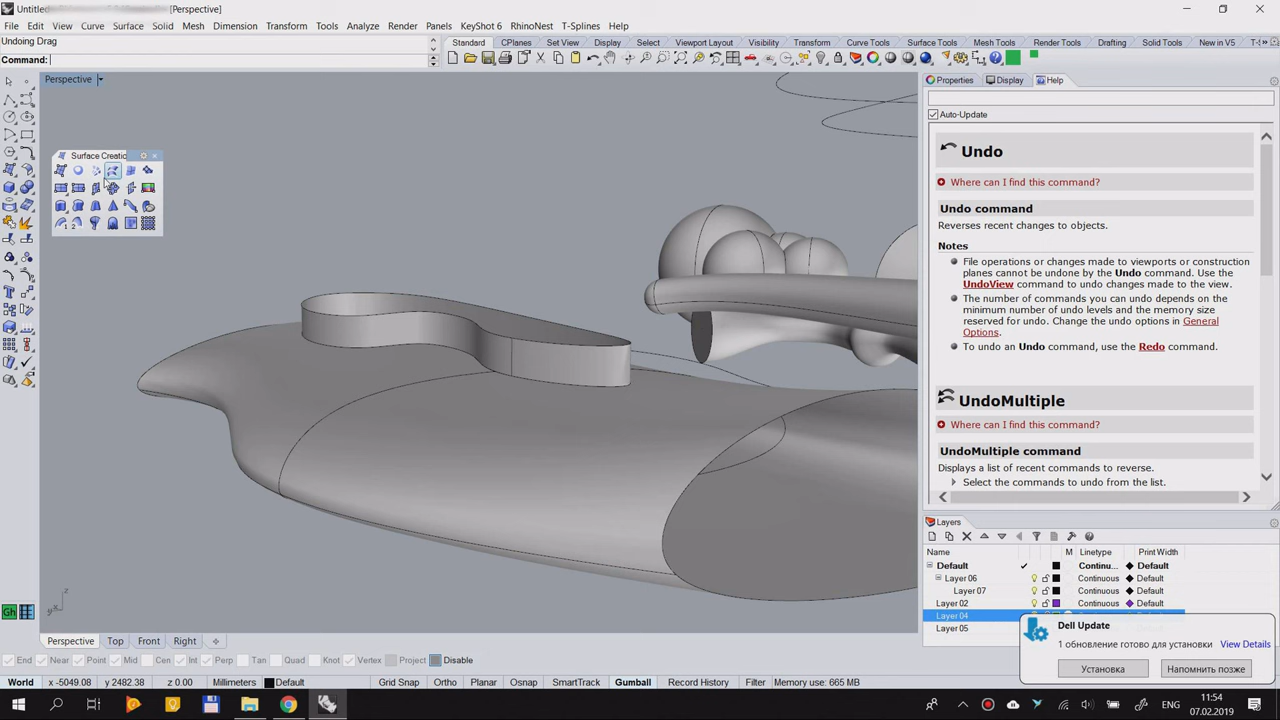 Untitled - [Perspective]
File Edit View Curve Surface Solid Mesh Dimension Transform Tools Analyze Render Panels KeyShot 6 RhinoNest T-Splines Help
Undoing Drag
Command:
Standard CPlanes Set View Display Select Viewport Layout Visibility Transform Curve Tools Surface Tools Mesh Tools Render Tools Drafting Solid Tools New in V5
Perspective
Surface Creatio
Properties Display Help
Auto-Update
Undo
Where can I find this command?
Undo command
Reverses recent changes to objects.
Notes
File operations or changes made to viewports or construction
planes cannot be undone by the Undo command. Use the
UndoView command to undo changes made to the view.
The number of commands you can undo depends on the
minimum number of undo levels and the memory size
reserved for undo. Change the undo options in General
Options.
To undo an Undo command, use the Redo command.
UndoMultiple
Where can I find this command?
UndoMultiple command
Displays a list of recent commands to reverse.
Select the commands to undo from the list.
Layers
Name M Linetype Print Width
Default Continu... Default
Layer 06 Continuous Default
Layer 07 Continuous Default
Layer 02 Continuous Default
Layer 04
Layer 05
Dell Update
1 обновление готово для установки View Details
Установка Напомнить позже
z
y x
Perspective Top Front Right
End Near Point Mid Cen Int Perp Tan Quad Knot Vertex Project Disable
World x -5049.08 y 2482.38 z 0.00 Millimeters Default Grid Snap Ortho Planar Osnap SmartTrack Gumball Record History Filter Memory use: 665 MB
Gh
ENG
11:54
07.02.2019